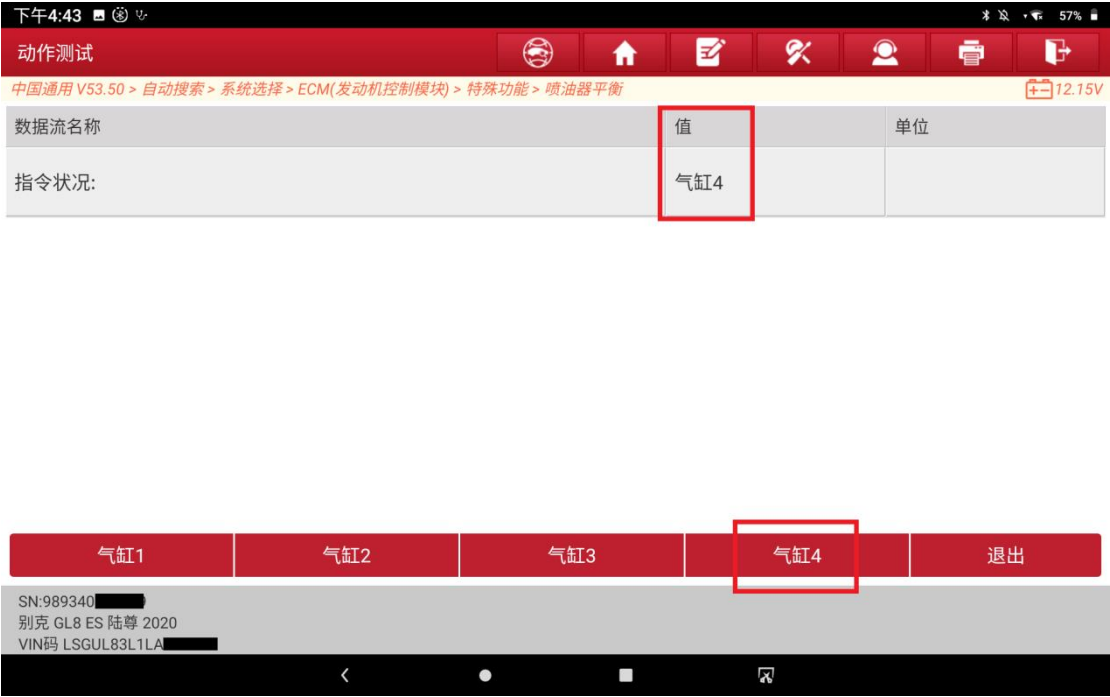 下午4:43 57%
动作测试
中国通用 V53.50 > 自动搜索 > 系统选择 > ECM(发动机控制模块) > 特殊功能 > 喷油器平衡 12.15V
数据流名称 值 单位
指令状况: 气缸4
气缸1 气缸2 气缸3 气缸4 退出
SN:989340
别克 GL8 ES 陆尊 2020
VIN码 LSGUL83L1LA